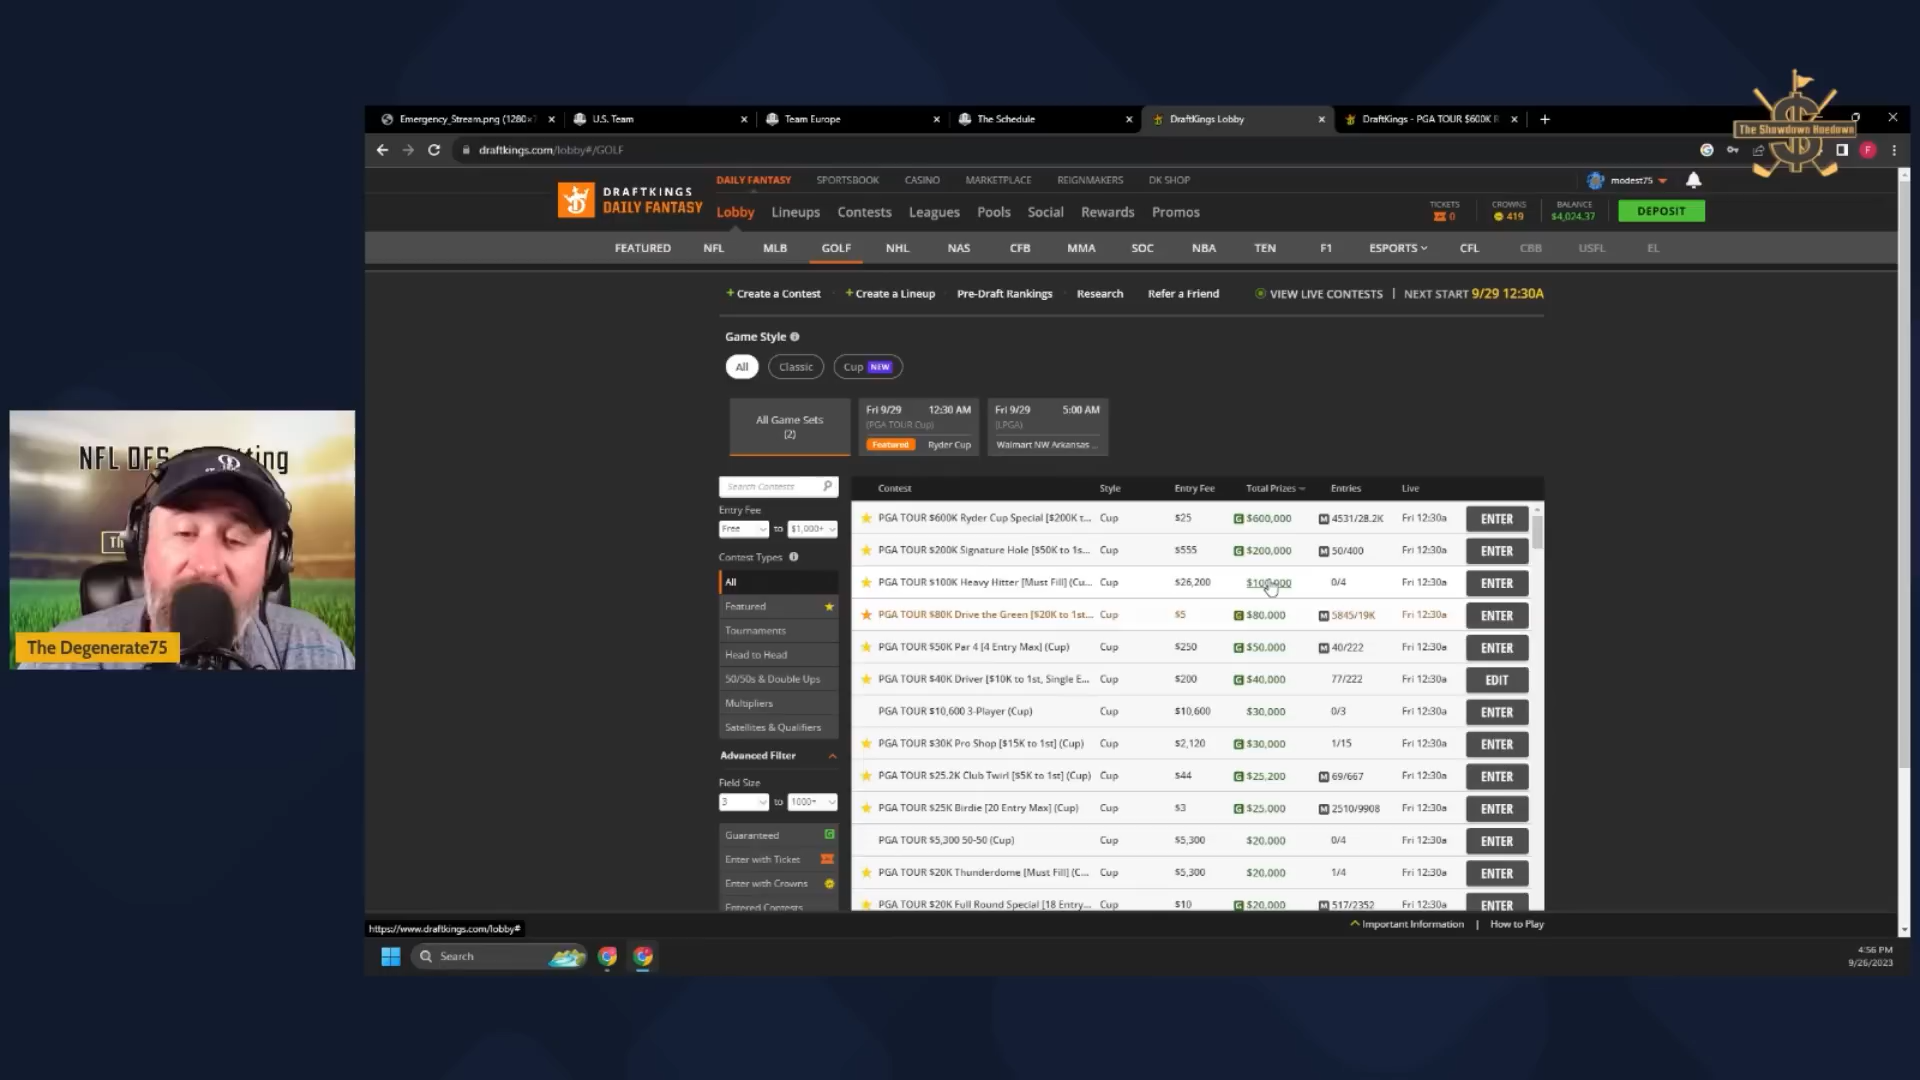 Emergency_Stream.png (1280×7
U.S. Team
Team Europe
The Schedule
DraftKings Lobby
DraftKings - PGA TOUR $600K R
The Showdown Hoedown
draftkings.com/lobby#/GOLF
F
DRAFTKINGS
DAILY FANTASY
DAILY FANTASY
SPORTSBOOK
CASINO
MARKETPLACE
REIGNMAKERS
DK SHOP
modest75
Lobby
Lineups
Contests
Leagues
Pools
Social
Rewards
Promos
TICKETS
0
CROWNS
419
BALANCE
$4,024.37
DEPOSIT
FEATURED
NFL
MLB
GOLF
NHL
NAS
CFB
MMA
SOC
NBA
TEN
F1
ESPORTS
CFL
CBB
USFL
EL
+ Create a Contest
+ Create a Lineup
Pre-Draft Rankings
Research
Refer a Friend
VIEW LIVE CONTESTS | NEXT START 9/29 12:30A
Game Style
All
Classic
Cup NEW
All Game Sets
(2)
Fri 9/29 12:30 AM
(PGA TOUR Cup)
Featured Ryder Cup
Fri 9/29 5:00 AM
(LPGA)
Walmart NW Arkansas ...
Search Contests
Entry Fee
Free to $1,000+
Contest Types
All
Featured
Tournaments
Head to Head
50/50s & Double Ups
Multipliers
Satellites & Qualifiers
Advanced Filter
Field Size
3 to 1000+
Guaranteed G
Enter with Ticket
Enter with Crowns
Entered Contests
Contest Style Entry Fee Total Prizes Entries Live
PGA TOUR $600K Ryder Cup Special [$200K t... Cup $25 G $600,000 M 4531/28.2K Fri 12:30a ENTER
PGA TOUR $200K Signature Hole [$50K to 1s... Cup $555 G $200,000 M 50/400 Fri 12:30a ENTER
PGA TOUR $100K Heavy Hitter [Must Fill] (Cu... Cup $26,200 $100,000 0/4 Fri 12:30a ENTER
PGA TOUR $80K Drive the Green [$20K to 1st... Cup $5 G $80,000 M 5845/19K Fri 12:30a ENTER
PGA TOUR $50K Par 4 [4 Entry Max] (Cup) Cup $250 G $50,000 M 40/222 Fri 12:30a ENTER
PGA TOUR $40K Driver [$10K to 1st, Single E... Cup $200 G $40,000 77/222 Fri 12:30a EDIT
PGA TOUR $10,600 3-Player (Cup) Cup $10,600 $30,000 0/3 Fri 12:30a ENTER
PGA TOUR $30K Pro Shop [$15K to 1st] (Cup) Cup $2,120 G $30,000 1/15 Fri 12:30a ENTER
PGA TOUR $25.2K Club Twirl [$5K to 1st] (Cup) Cup $44 G $25,200 M 69/667 Fri 12:30a ENTER
PGA TOUR $25K Birdie [20 Entry Max] (Cup) Cup $3 G $25,000 M 2510/9908 Fri 12:30a ENTER
PGA TOUR $5,300 50-50 (Cup) Cup $5,300 $20,000 0/4 Fri 12:30a ENTER
PGA TOUR $20K Thunderdome [Must Fill] (C... Cup $5,300 $20,000 1/4 Fri 12:30a ENTER
PGA TOUR $20K Full Round Special [18 Entry... Cup $10 G $20,000 M 517/2352 Fri 12:30a ENTER
Important Information | How to Play
https://www.draftkings.com/lobby#
Search
4:56 PM
9/26/2023
NFL DFS
The Degenerate75